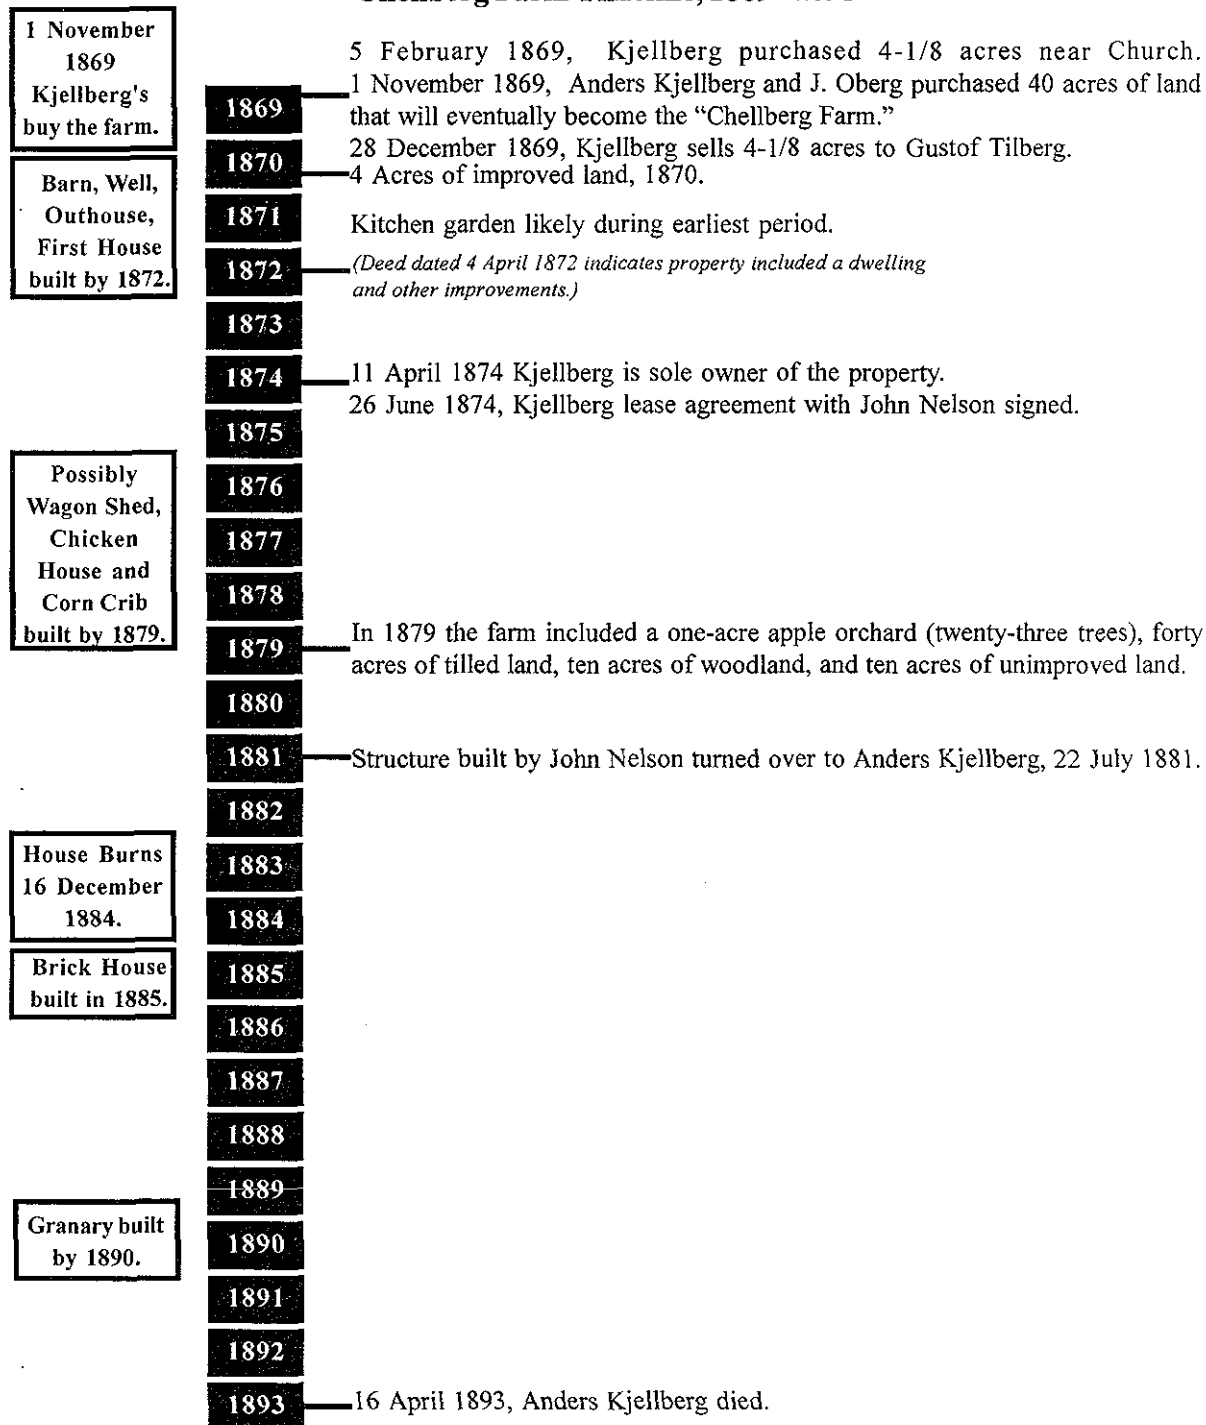 1 November
1869
Kjellberg's
buy the farm.
5 February 1869, Kjellberg purchased 4-1/8 acres near Church.
1869
1 November 1869, Anders Kjellberg and J. Oberg purchased 40 acres of land
that will eventually become the “Chellberg Farm.”
28 December 1869, Kjellberg sells 4-1/8 acres to Gustof Tilberg.
1870
4 Acres of improved land, 1870.
Barn, Well,
Outhouse,
First House
built by 1872.
1871
Kitchen garden likely during earliest period.
1872
(Deed dated 4 April 1872 indicates property included a dwelling
and other improvements.)
1873
1874
11 April 1874 Kjellberg is sole owner of the property.
26 June 1874, Kjellberg lease agreement with John Nelson signed.
1875
Possibly
Wagon Shed,
Chicken
House and
Corn Crib
built by 1879.
1876
1877
1878
1879
In 1879 the farm included a one-acre apple orchard (twenty-three trees), forty
acres of tilled land, ten acres of woodland, and ten acres of unimproved land.
1880
1881
Structure built by John Nelson turned over to Anders Kjellberg, 22 July 1881.
1882
House Burns
16 December
1884.
1883
1884
Brick House
built in 1885.
1885
1886
1887
1888
1889
Granary built
by 1890.
1890
1891
1892
1893
16 April 1893, Anders Kjellberg died.